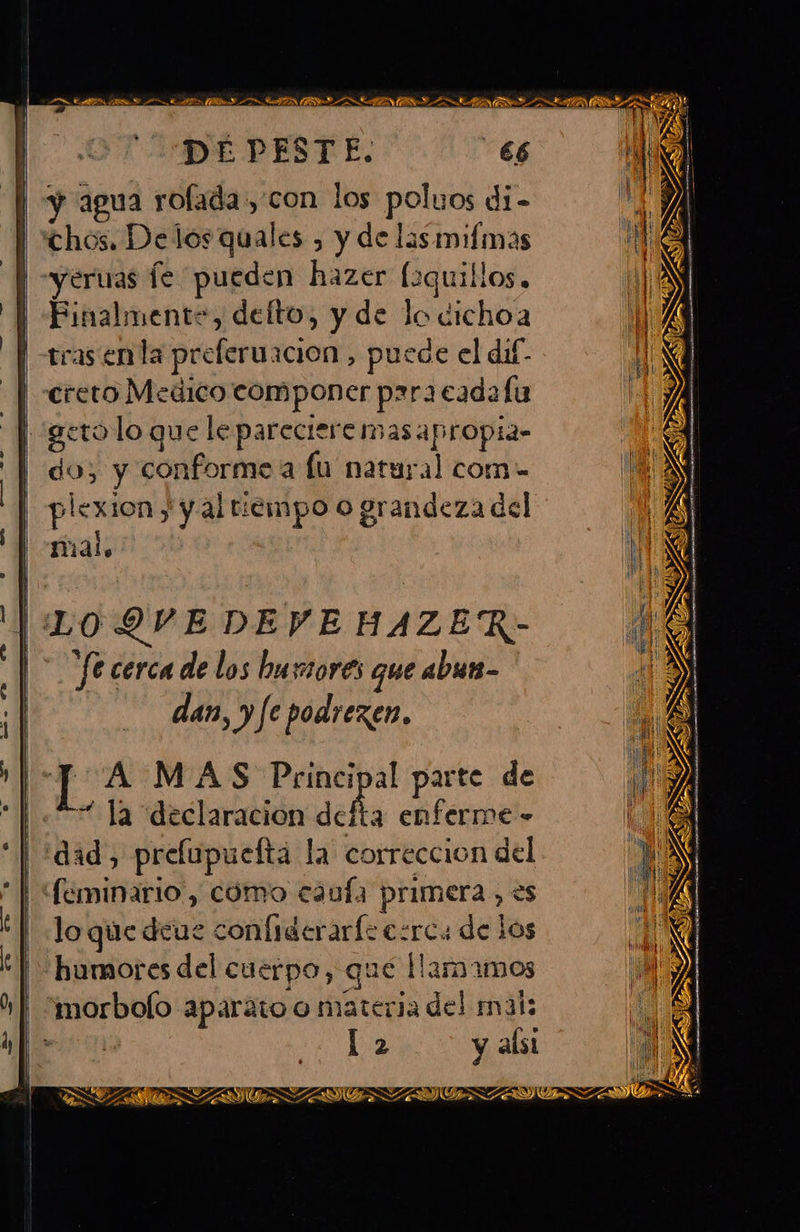 DE PESTE. 66
y agua roſada, con los poluos di-
chos. De los quales, y de las miſmas
yeruas ſe pueden hazer ſaquillos.
Finalmente, deſto, y de lo dicho a
tras en la preſeruacion, puede el diſ-
creto Medico componer para cada ſu
geto lo que le pareciere mas apropia-
do, y conforme a ſu natural com-
plexion, y al tiempo o grandeza del
mal.
LO QVE DEVE HAZER-
ſe cerca de los humores que abun-
dan, y ſe podrezen.
LA MAS Principal parte de
la declaracion deſta enferme-
dad, preſupueſta la correccion del
ſeminario, como cauſa primera, es
lo que deue conſiderarſe cerca de los
humores del cuerpo, que llamamos
morboſo aparato o materia del mal:
I 2 y aſsi